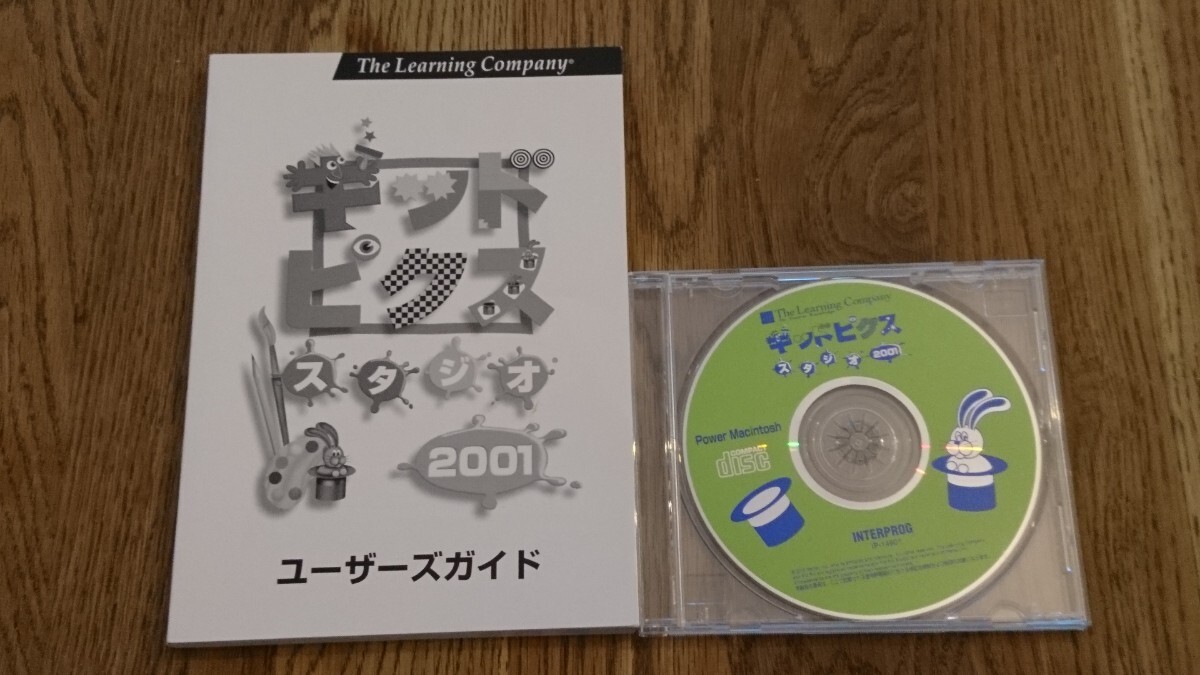 The Learning Company®
キッド
ピクス
スタジオ
2001
ユーザーズガイド
The Learning Company
キッドピクス
スタジオ 2001
Power Macintosh
COMPACT
disc
INTERPROG